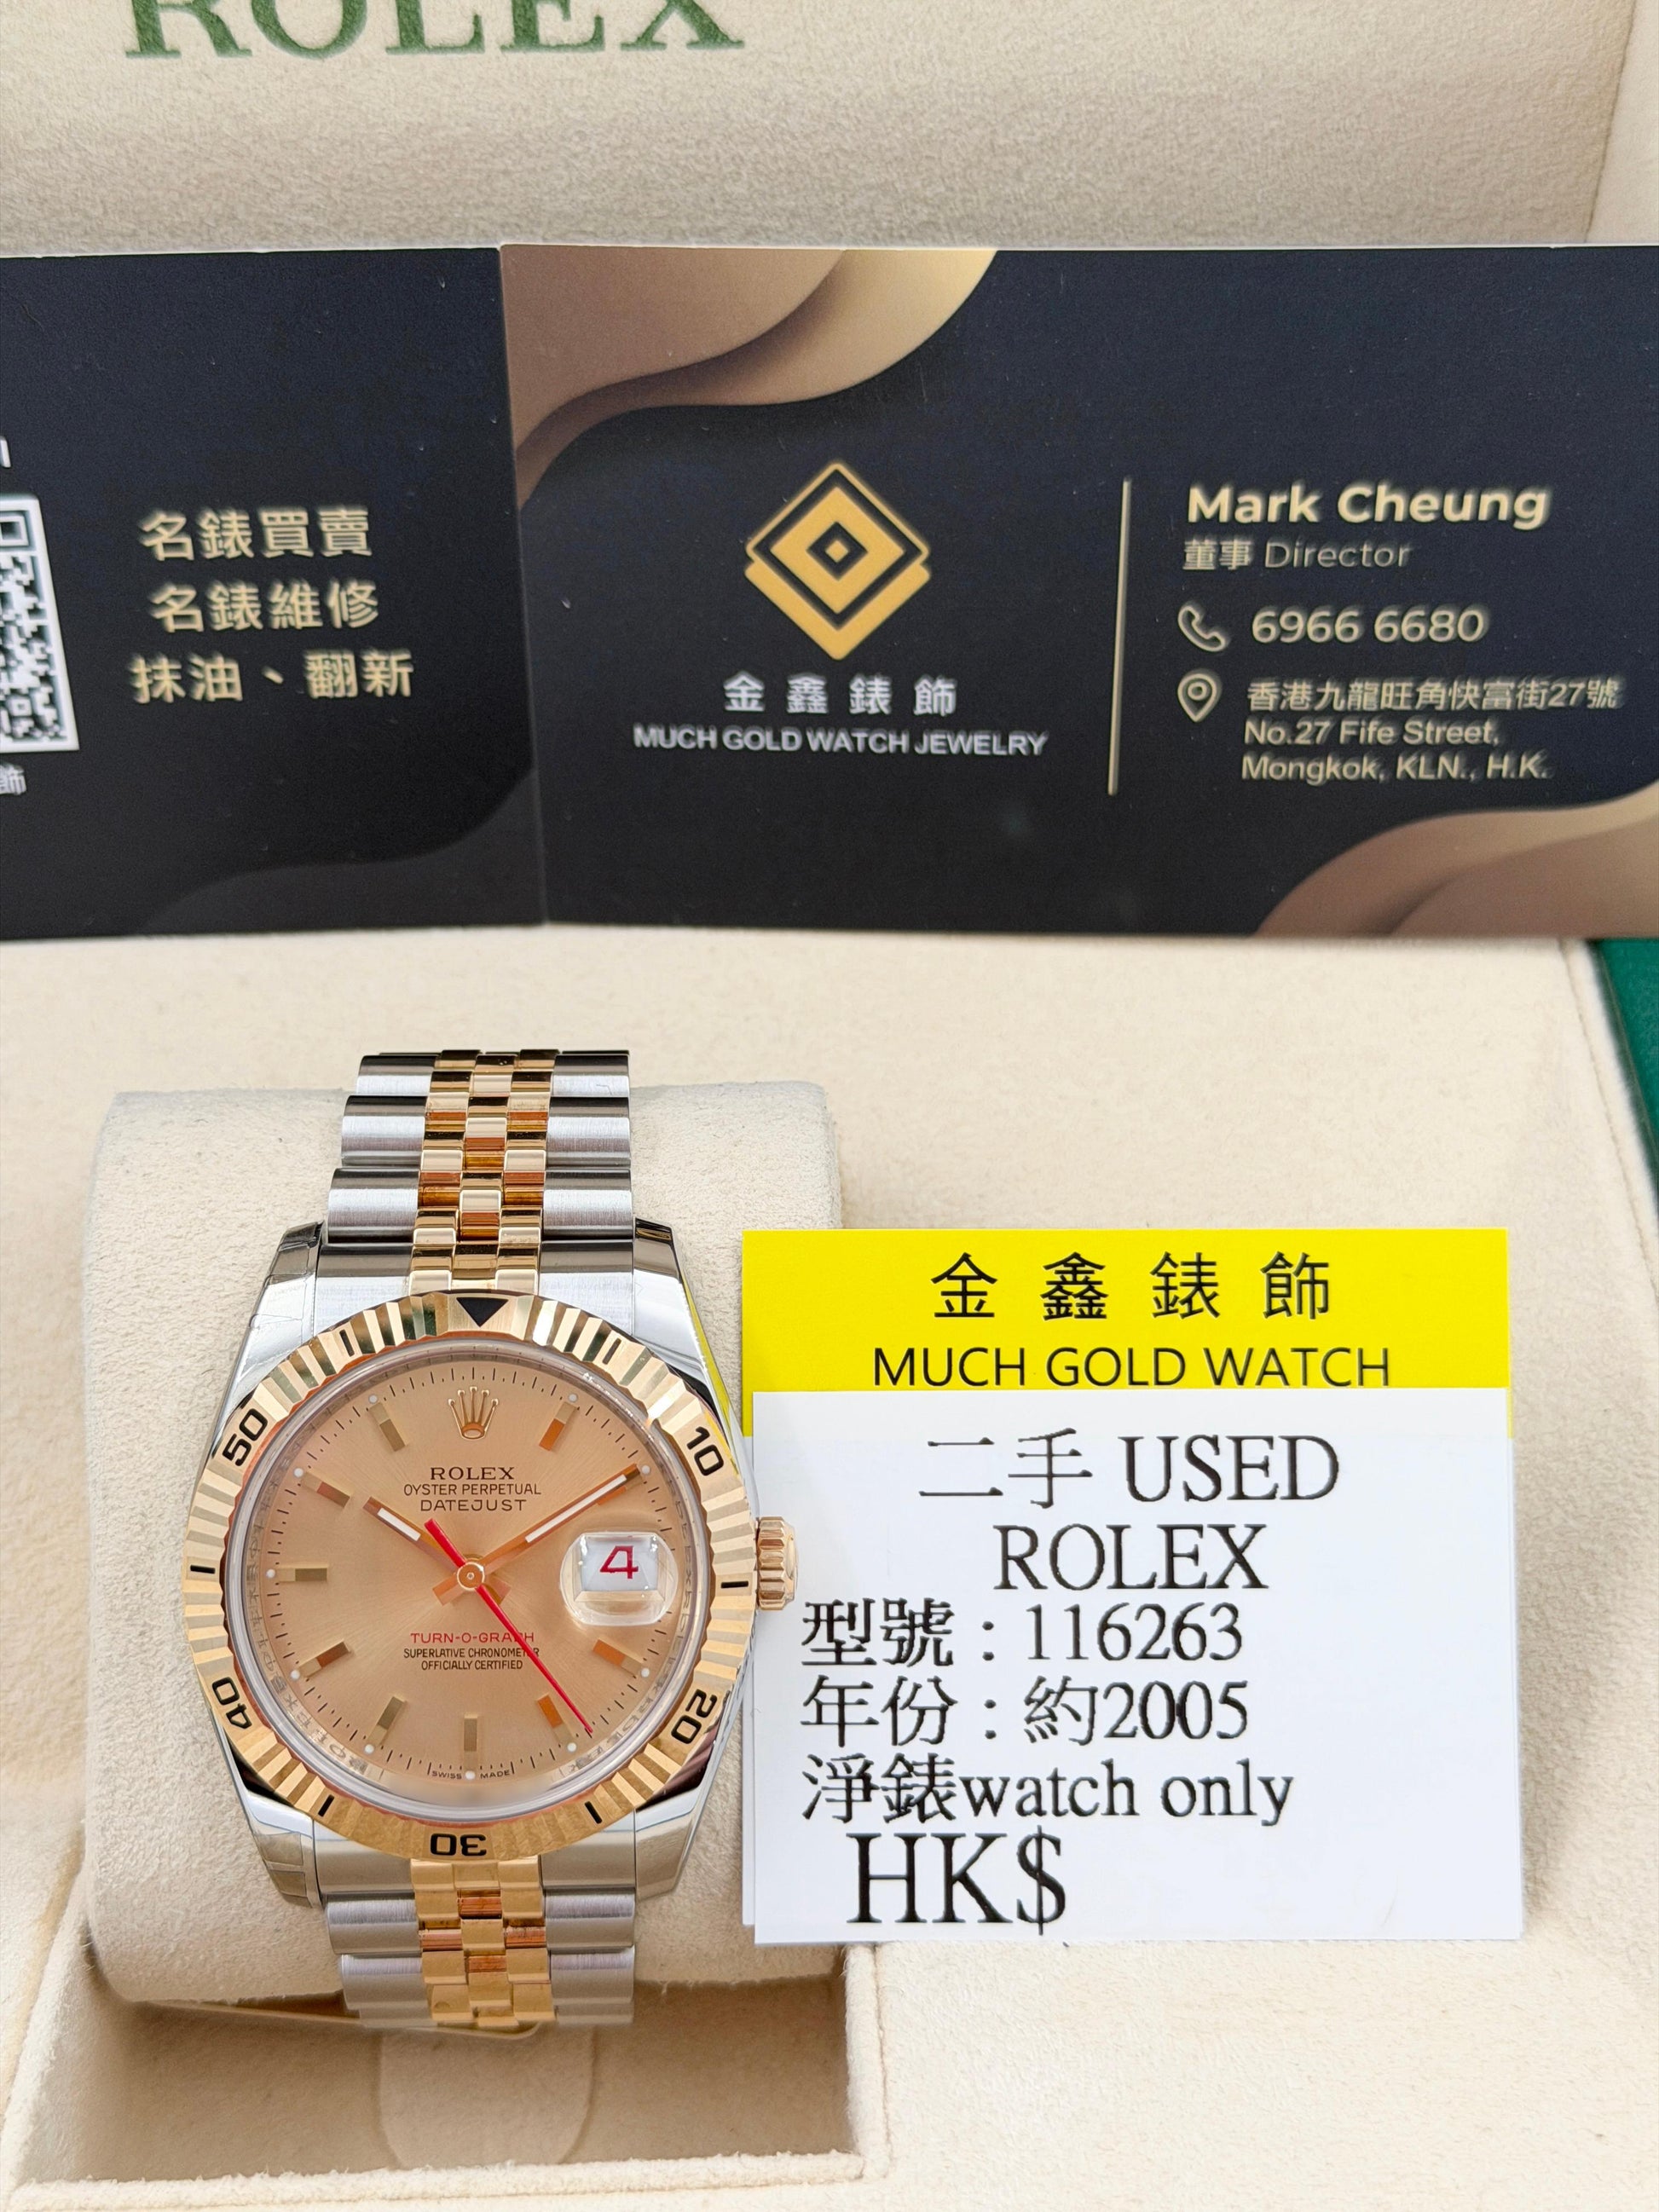 ROLEX
名錶買賣
名錶維修
抹油、翻新
飾
金鑫錶飾
MUCH GOLD WATCH JEWELRY
Mark Cheung
董事 Director
6966 6680
香港九龍旺角快富街27號
No.27 Fife Street,
Mongkok, KLN., H.K.
50
10
40
20
30
ROLEX
OYSTER PERPETUAL
DATEJUST
4
TURN-O-GRAPH
SUPERLATIVE CHRONOMETER
OFFICIALLY CERTIFIED
SWISS MADE
金鑫錶飾
MUCH GOLD WATCH
二手 USED
ROLEX
型號：116263
年份：約2005
淨錶watch only
HK$